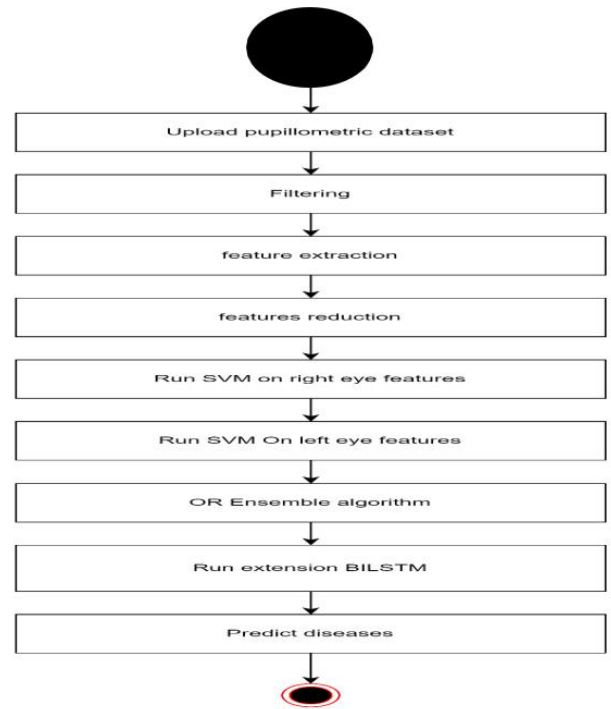 Upload pupillometric dataset
Filtering
feature extraction
features reduction
Run SVM on right eye features
Run SVM On left eye features
OR Ensemble algorithm
Run extension BILSTM
Predict diseases